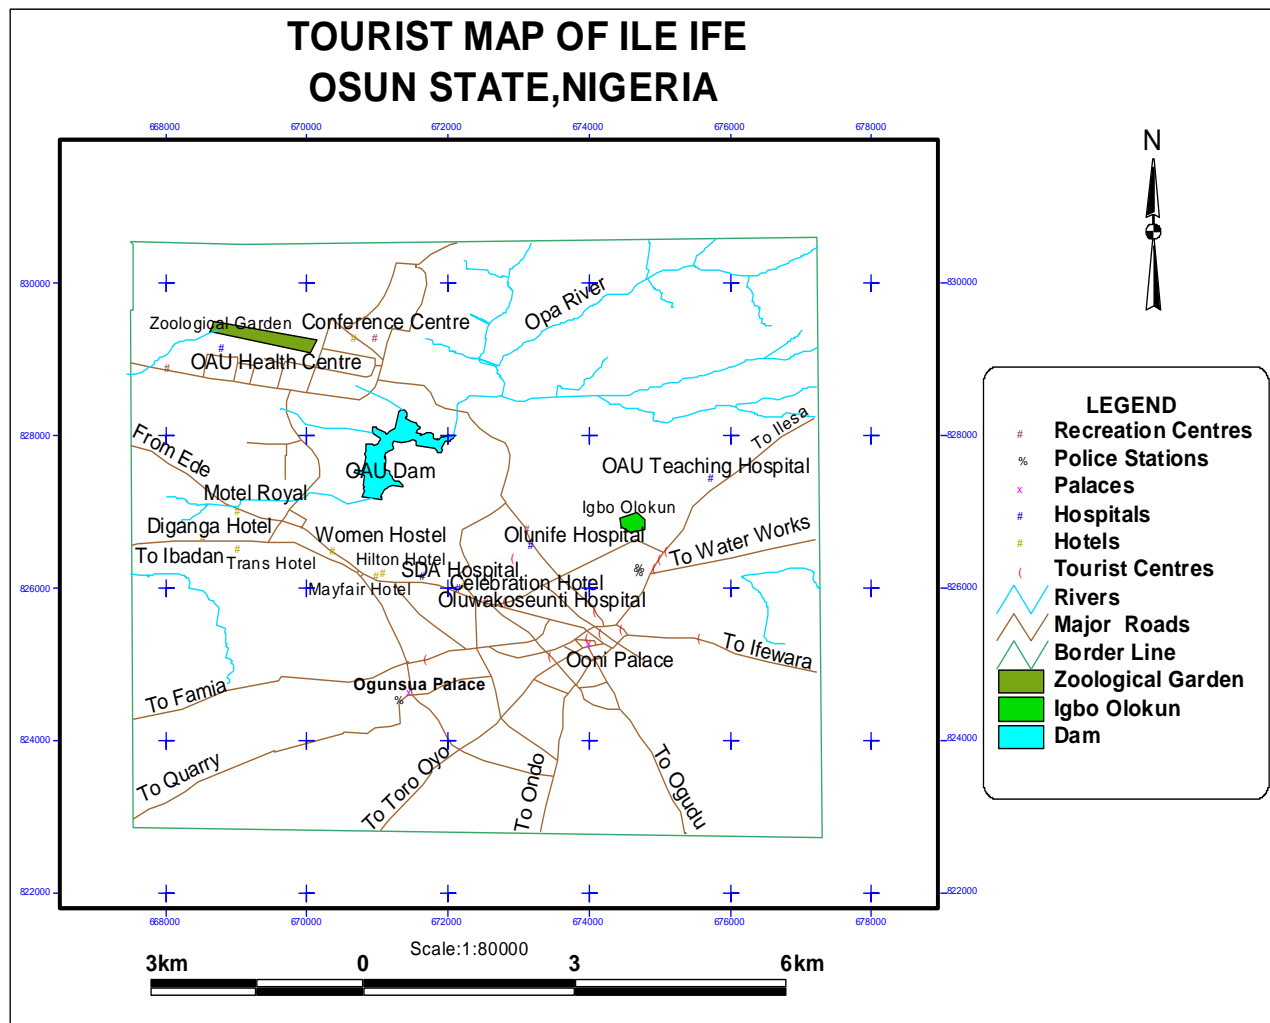 TOURIST MAP OF ILE IFE
OSUN STATE,NIGERIA
668000 670000 672000 674000 676000 678000
N
830000 830000
Opa River
Zoological Garden
Conference Centre
OAU Health Centre
LEGEND
Recreation Centres
Police Stations
Palaces
Hospitals
Hotels
Tourist Centres
Rivers
Major Roads
Border Line
Zoological Garden
Igbo Olokun
Dam
828000 828000
To Ilesa
From Ede
OAU Dam
OAU Teaching Hospital
Motel Royal
Igbo Olokun
Diganga Hotel
Women Hostel
Olunife Hospital
To Water Works
To Ibadan
Trans Hotel
Hilton Hotel
SDA Hospital
Mayfair Hotel
Celebration Hotel
826000 826000
Oluwakoseunti Hospital
To Ifewara
Ooni Palace
Ogunsua Palace
To Famia
824000 824000
To Quarry
To Toro Oyo
To Ondo
To Ogudu
822000 822000
668000 670000 672000 674000 676000 678000
Scale:1:80000
3km 0 3 6km